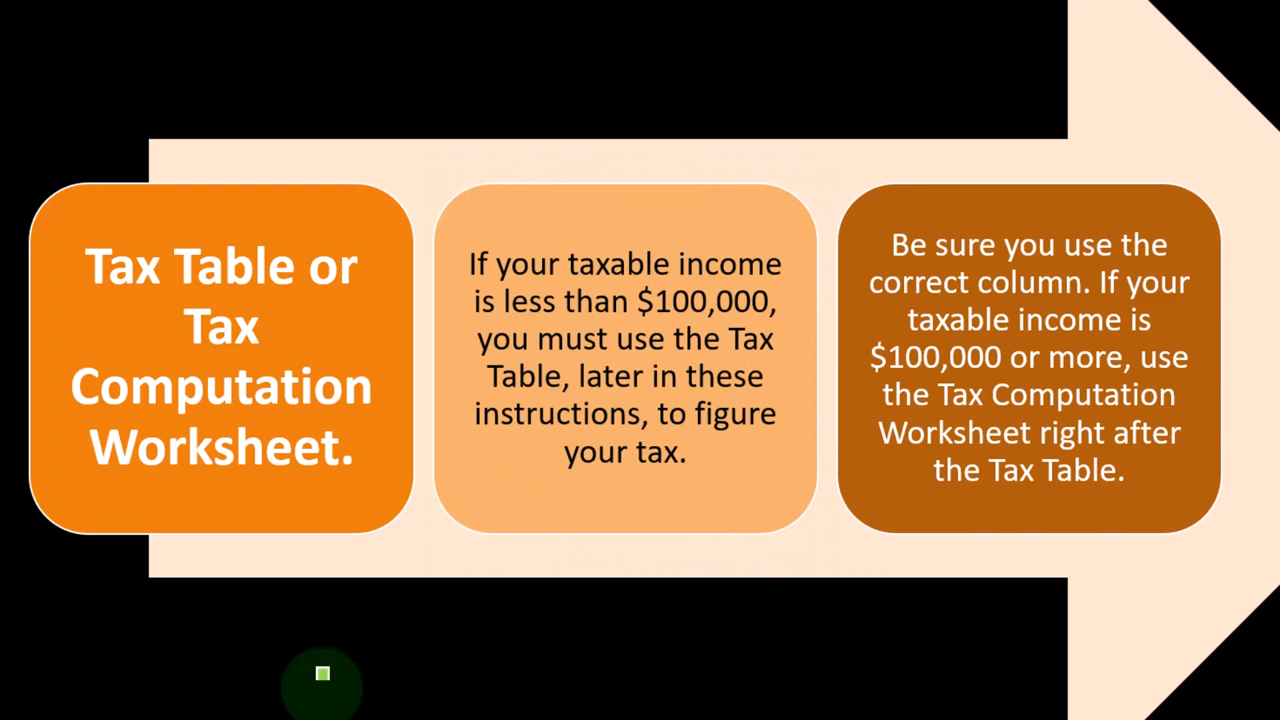 Tax Table or
Tax
Computation
Worksheet.
If your taxable income
is less than $100,000,
you must use the Tax
Table, later in these
instructions, to figure
your tax.
Be sure you use the
correct column. If your
taxable income is
$100,000 or more, use
the Tax Computation
Worksheet right after
the Tax Table.